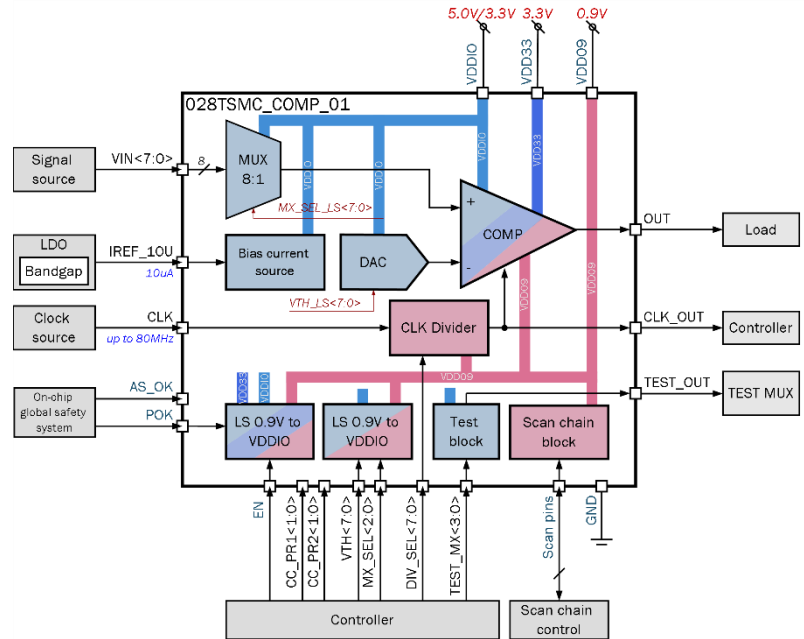 5.0V/3.3V 3.3V 0.9V
VDDIO
VDD33
VDD09
028TSMC_COMP_01
Signal
source
VIN<7:0>
8
MUX
8:1
VDDIO
VDDIO
VDDIO
VDD33
VDD09
MX_SEL_LS<7:0>
+
COMP
-
OUT
Load
LDO
Bandgap
IREF_10U
10uA
Bias current
source
DAC
VTH_LS<7:0>
VDD09
Clock
source
CLK
up to 80MHz
CLK Divider
CLK_OUT
Controller
VDD09
On-chip
global safety
system
AS_OK
POK
VDD33
VDDIO
LS 0.9V to
VDDIO
LS 0.9V to
VDDIO
Test
block
Scan chain
block
TEST_OUT
TEST MUX
EN
CC_PR1<1:0>
CC_PR2<1:0>
VTH<7:0>
MX_SEL<2:0>
DIV_SEL<7:0>
TEST_MX<3:0>
Scan pins
GND
Controller
Scan chain
control